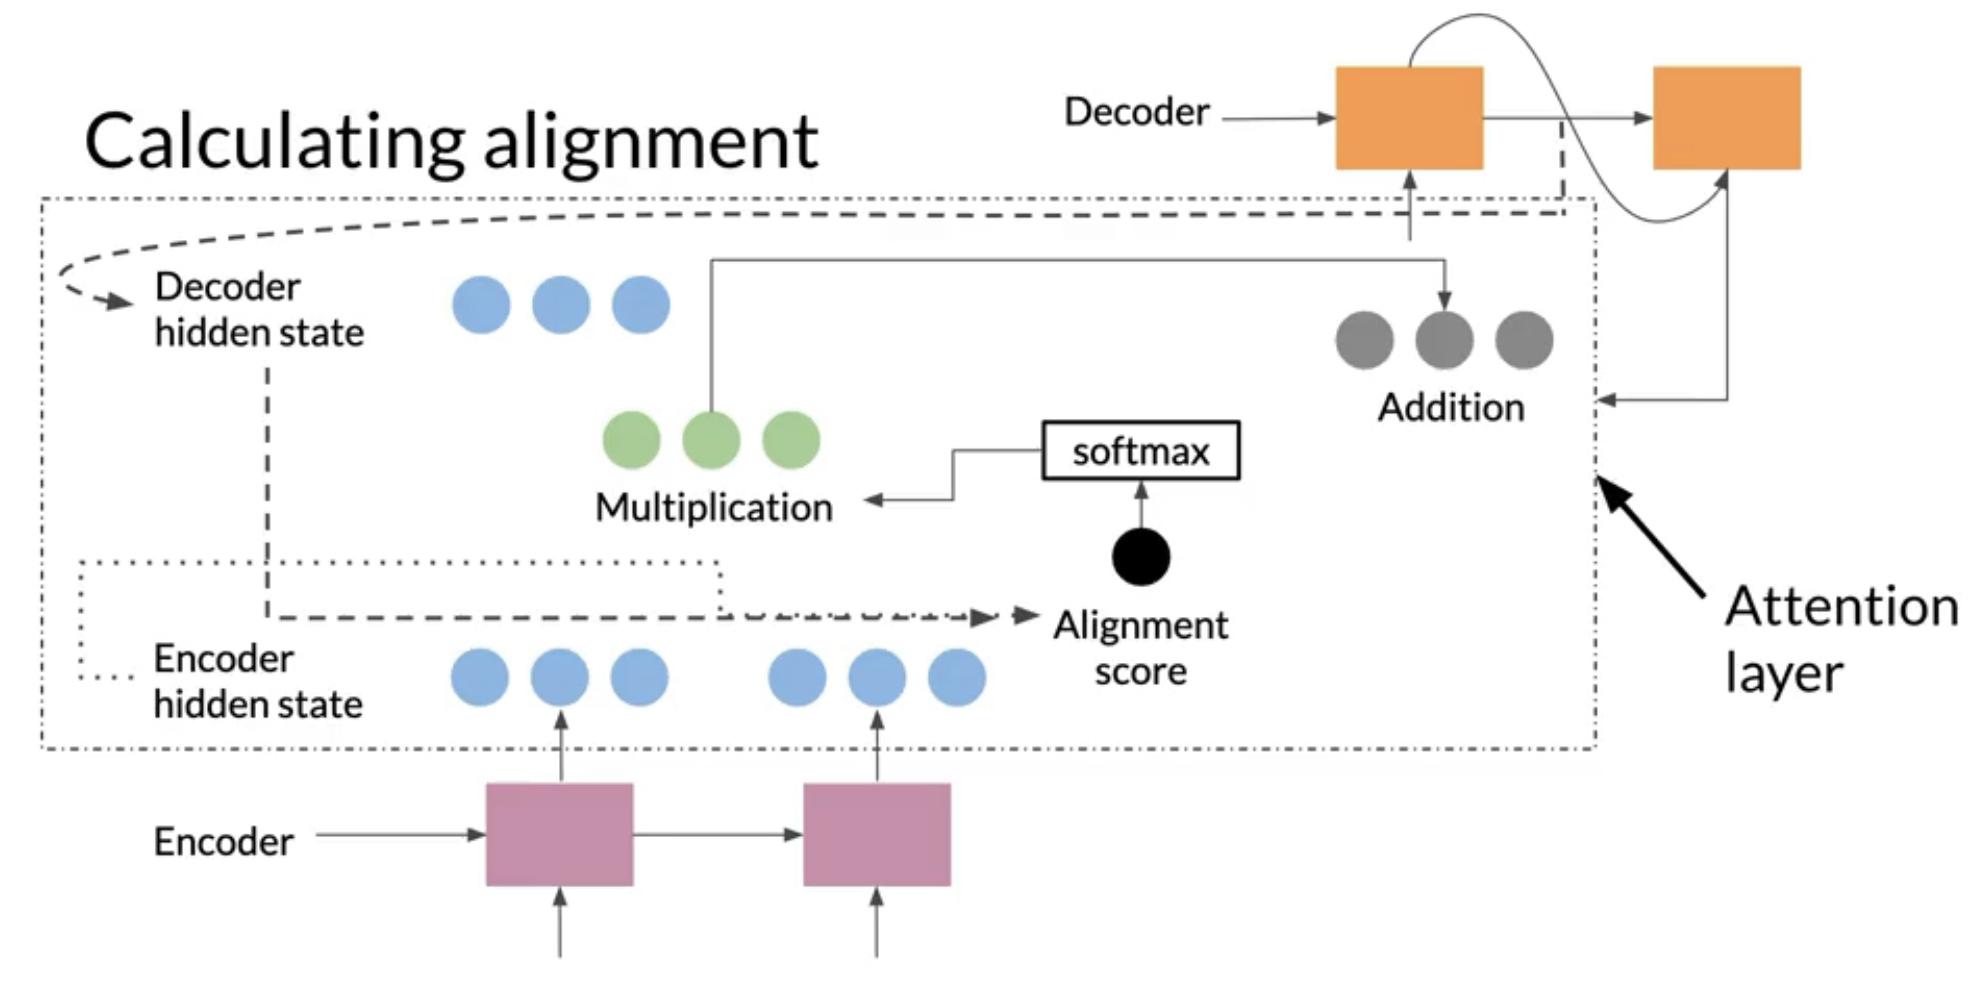 Calculating alignment
Decoder
Decoder
hidden state
Addition
softmax
Multiplication
Alignment
score
Attention
layer
Encoder
hidden state
Encoder